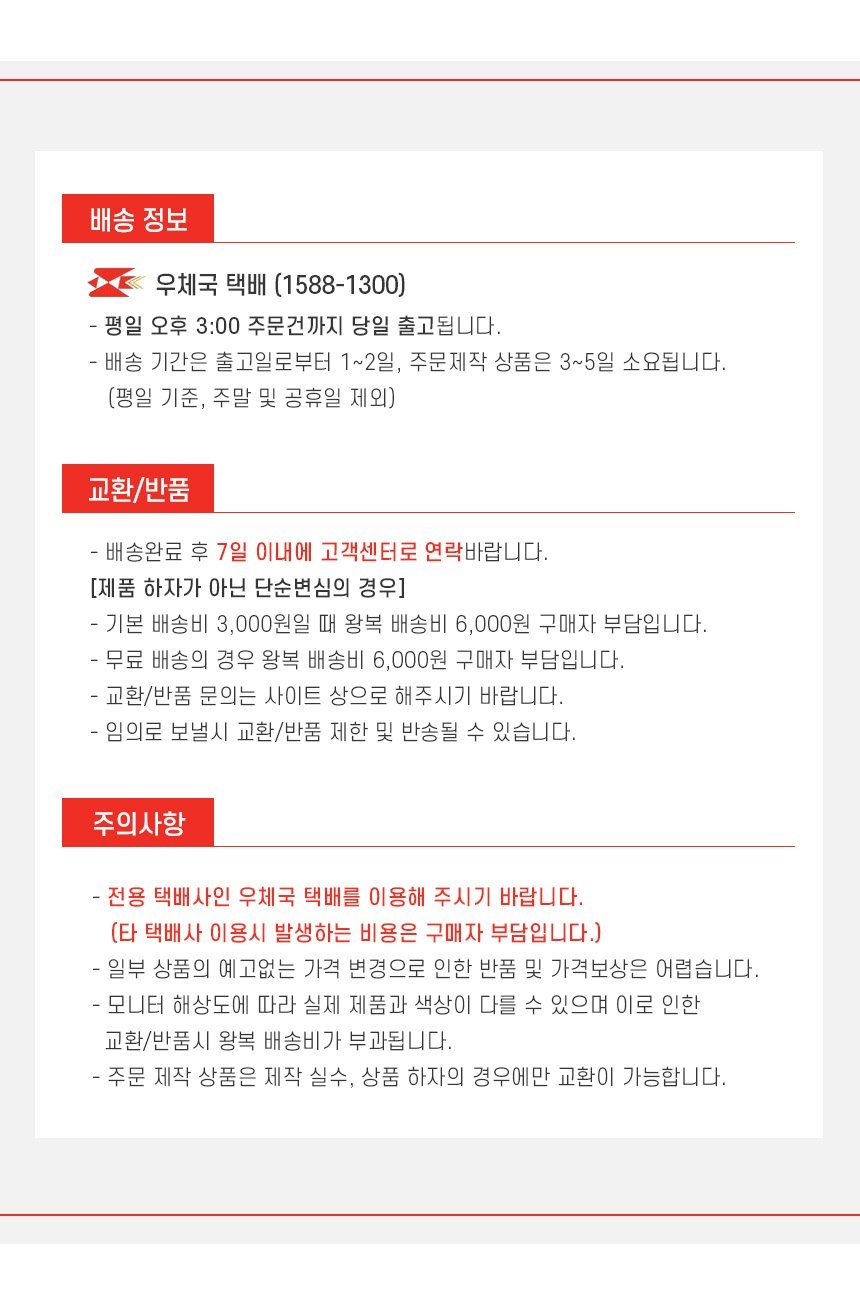 배송 정보
우체국 택배 (1588-1300)
- 평일 오후 3:00 주문건까지 당일 출고됩니다.
- 배송 기간은 출고일로부터 1~2일, 주문제작 상품은 3~5일 소요됩니다.
(평일 기준, 주말 및 공휴일 제외)
교환/반품
- 배송완료 후 7일 이내에 고객센터로 연락바랍니다.
[제품 하자가 아닌 단순변심의 경우]
- 기본 배송비 3,000원일 때 왕복 배송비 6,000원 구매자 부담입니다.
- 무료 배송의 경우 왕복 배송비 6,000원 구매자 부담입니다.
- 교환/반품 문의는 사이트 상으로 해주시기 바랍니다.
- 임의로 보낼시 교환/반품 제한 및 반송될 수 있습니다.
주의사항
- 전용 택배사인 우체국 택배를 이용해 주시기 바랍니다.
(타 택배사 이용시 발생하는 비용은 구매자 부담입니다.)
- 일부 상품의 예고없는 가격 변경으로 인한 반품 및 가격보상은 어렵습니다.
- 모니터 해상도에 따라 실제 제품과 색상이 다를 수 있으며 이로 인한
교환/반품시 왕복 배송비가 부과됩니다.
- 주문 제작 상품은 제작 실수, 상품 하자의 경우에만 교환이 가능합니다.